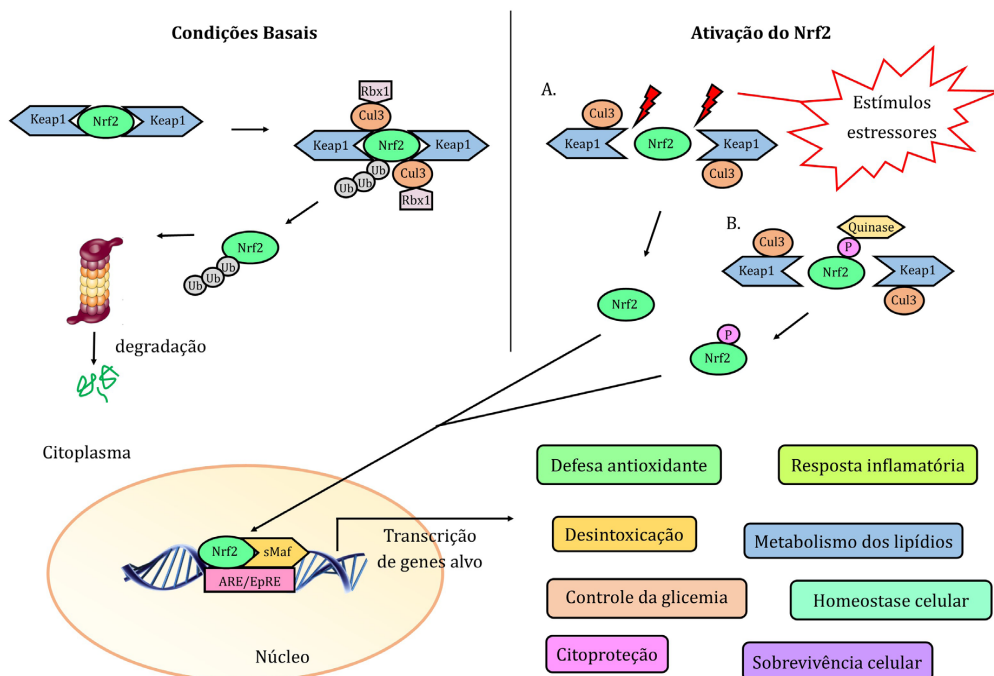 Condições Basais
Keap1
Nrf2
Keap1
Rbx1
Cul3
Keap1
Nrf2
Keap1
Ub
Ub
Ub
Cul3
Rbx1
Nrf2
Ub
Ub
Ub
degradação
Ativação do Nrf2
A.
Cul3
Keap1
Nrf2
Keap1
Cul3
Estímulos
estressores
B.
Quinase
P
Cul3
Keap1
Nrf2
Keap1
Cul3
Nrf2
P
Nrf2
Citoplasma
Nrf2
sMaf
ARE/EpRE
Núcleo
Transcrição
de genes alvo
Defesa antioxidante
Resposta inflamatória
Desintoxicação
Metabolismo dos lipídios
Controle da glicemia
Homeostase celular
Citoproteção
Sobrevivência celular